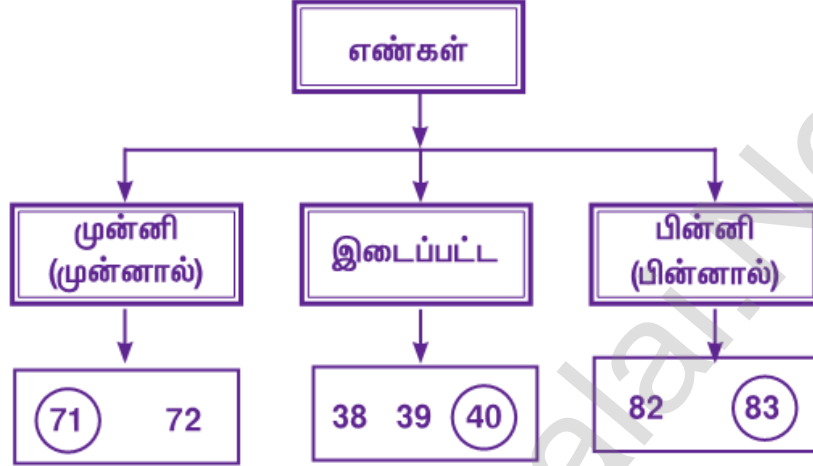 எண்கள்
முன்னி
(முன்னால்)
இடைப்பட்ட
பின்னி
(பின்னால்)
71 72
38 39 40
82 83